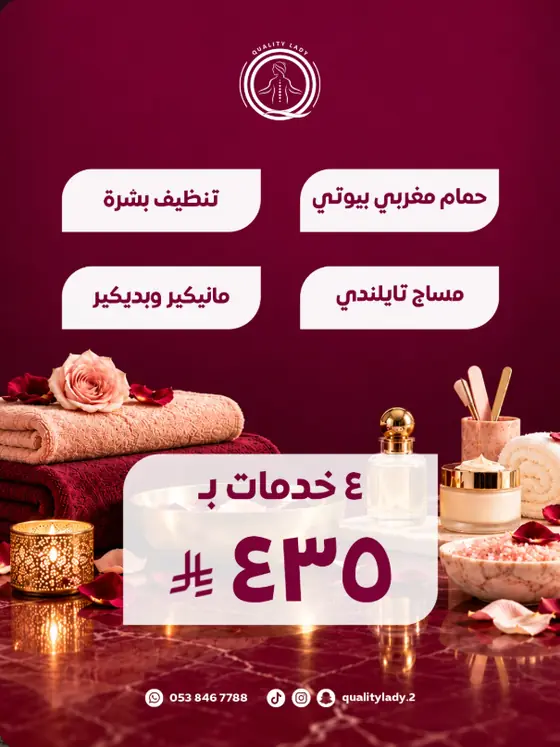 QUALITY LADY
حمام مغربي بيوتي
تنظيف بشرة
مساج تايلندي
مانيكير وبديكير
٤ خدمات بـ
٤٣٥
053 846 7788
qualitylady.2